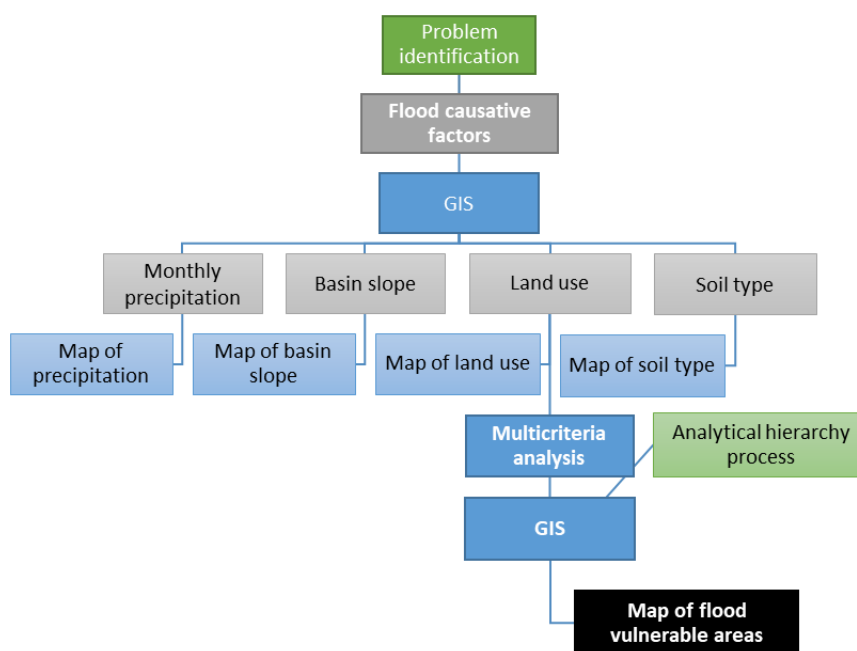 Problem
identification
Flood causative
factors
GIS
Monthly
precipitation
Basin slope
Land use
Soil type
Map of
precipitation
Map of basin
slope
Map of land use
Map of soil type
Multicriteria
analysis
Analytical hierarchy
process
GIS
Map of flood
vulnerable areas